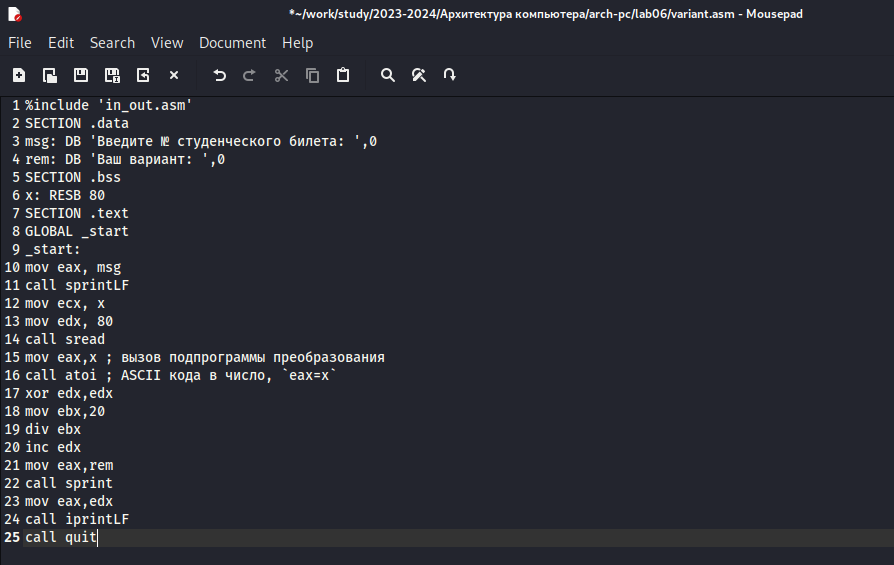 *~/work/study/2023-2024/Архитектура компьютера/arch-pc/lab06/variant.asm - Mousepad
File Edit Search View Document Help
1 %include 'in_out.asm'
2 SECTION .data
3 msg: DB 'Введите № студенческого билета: ',0
4 rem: DB 'Ваш вариант: ',0
5 SECTION .bss
6 x: RESB 80
7 SECTION .text
8 GLOBAL _start
9 _start:
10 mov eax, msg
11 call sprintLF
12 mov ecx, x
13 mov edx, 80
14 call sread
15 mov eax,x ; вызов подпрограммы преобразования
16 call atoi ; ASCII кода в число, `eax=x`
17 xor edx,edx
18 mov ebx,20
19 div ebx
20 inc edx
21 mov eax,rem
22 call sprint
23 mov eax,edx
24 call iprintLF
25 call quit